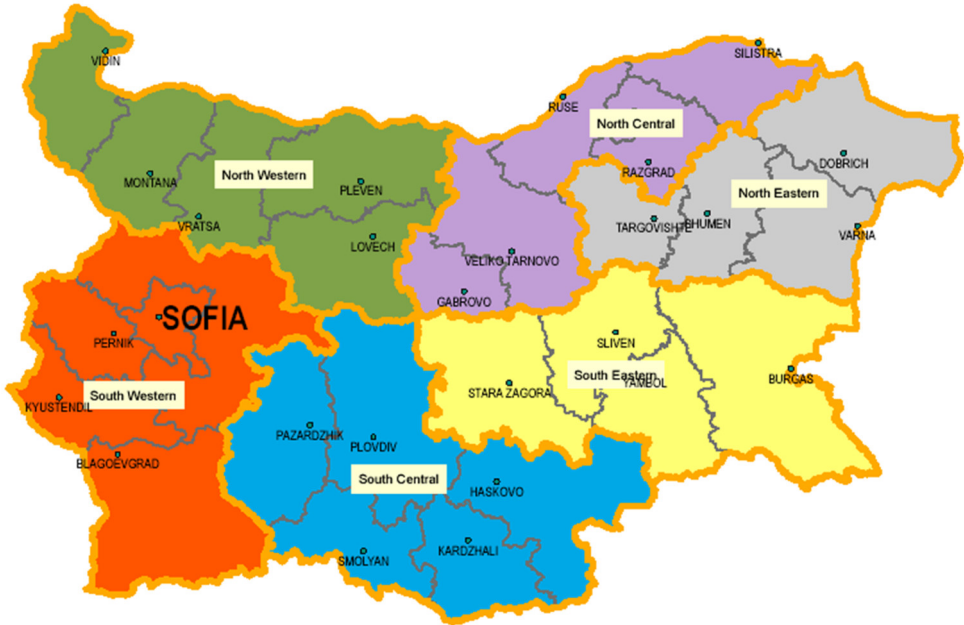 SILISTRA
VIDIN
RUSE
North Central
DOBRICH
RAZGRAD
North Western
MONTANA
PLEVEN
North Eastern
VRATSA
TARGOVISHTE
SHUMEN
VARNA
LOVECH
VELIKO TARNOVO
GABROVO
SOFIA
PERNIK
SLIVEN
South Eastern
YAMBOL
BURGAS
South Western
KYUSTENDIL
STARA ZAGORA
PAZARDZHIK
PLOVDIV
BLAGOEVGRAD
South Central
HASKOVO
SMOLYAN
KARDZHALI